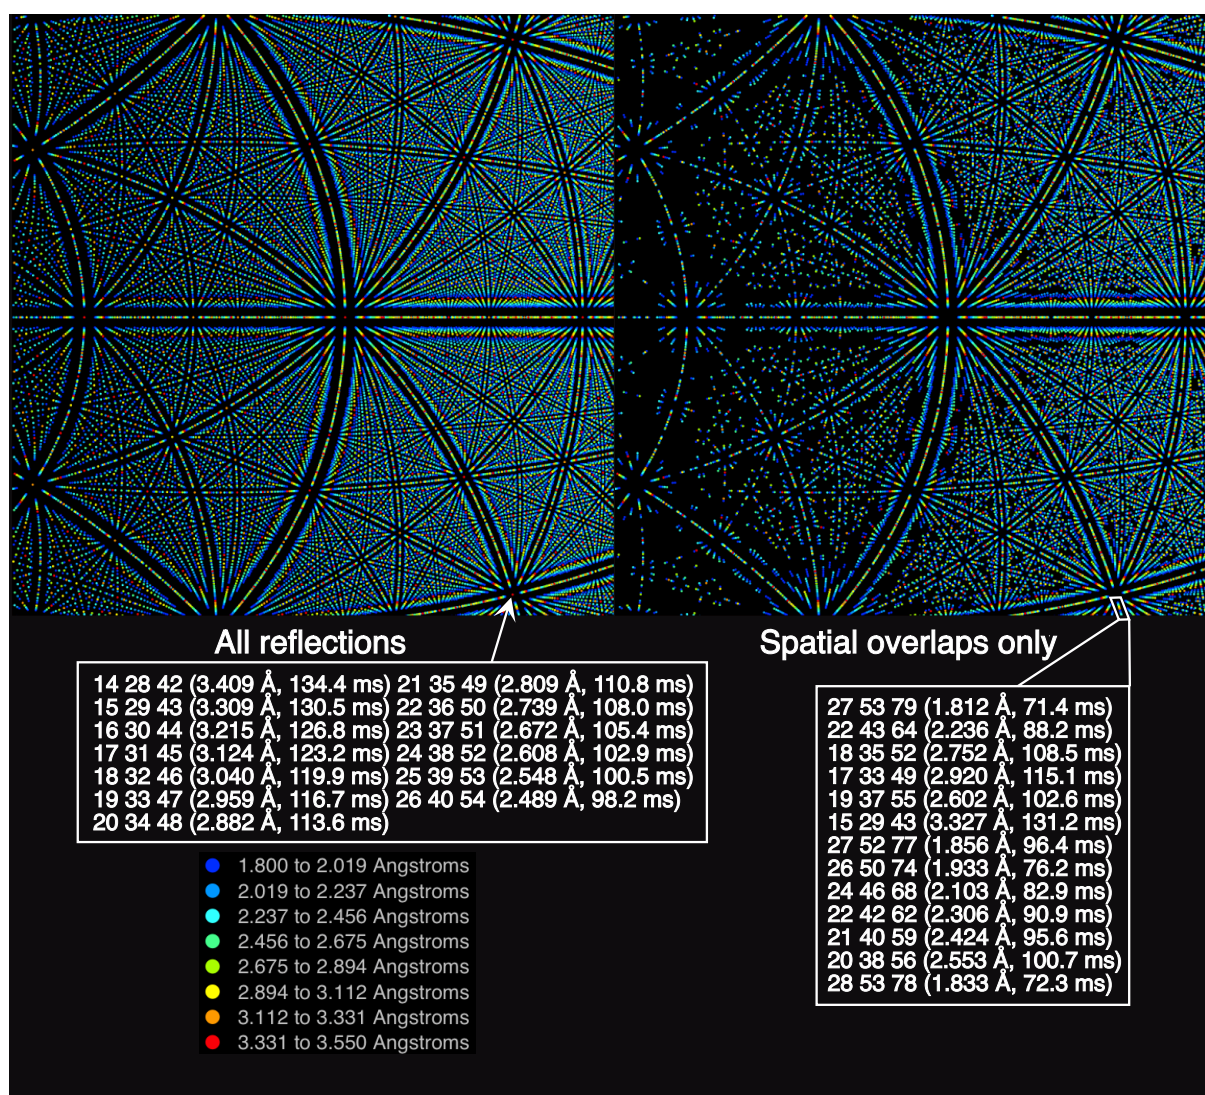 All reflections
Spatial overlaps only
14 28 42 (3.409 Å, 134.4 ms) 21 35 49 (2.809 Å, 110.8 ms)
15 29 43 (3.309 Å, 130.5 ms) 22 36 50 (2.739 Å, 108.0 ms)
16 30 44 (3.215 Å, 126.8 ms) 23 37 51 (2.672 Å, 105.4 ms)
17 31 45 (3.124 Å, 123.2 ms) 24 38 52 (2.608 Å, 102.9 ms)
18 32 46 (3.040 Å, 119.9 ms) 25 39 53 (2.548 Å, 100.5 ms)
19 33 47 (2.959 Å, 116.7 ms) 26 40 54 (2.489 Å, 98.2 ms)
20 34 48 (2.882 Å, 113.6 ms)
27 53 79 (1.812 Å, 71.4 ms)
22 43 64 (2.236 Å, 88.2 ms)
18 35 52 (2.752 Å, 108.5 ms)
17 33 49 (2.920 Å, 115.1 ms)
19 37 55 (2.602 Å, 102.6 ms)
15 29 43 (3.327 Å, 131.2 ms)
27 52 77 (1.856 Å, 96.4 ms)
26 50 74 (1.933 Å, 76.2 ms)
24 46 68 (2.103 Å, 82.9 ms)
22 42 62 (2.306 Å, 90.9 ms)
21 40 59 (2.424 Å, 95.6 ms)
20 38 56 (2.553 Å, 100.7 ms)
28 53 78 (1.833 Å, 72.3 ms)
1.800 to 2.019 Angstroms
2.019 to 2.237 Angstroms
2.237 to 2.456 Angstroms
2.456 to 2.675 Angstroms
2.675 to 2.894 Angstroms
2.894 to 3.112 Angstroms
3.112 to 3.331 Angstroms
3.331 to 3.550 Angstroms